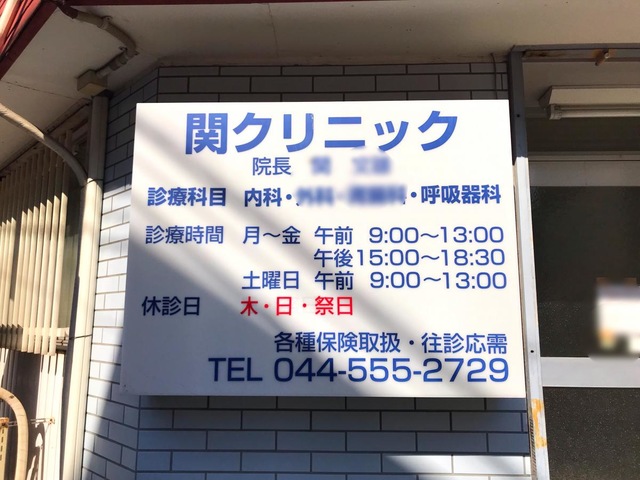 関クリニック
院長
診療科目 内科・ ・呼吸器科
診療時間 月～金 午前 9:00～13:00
午後15:00～18:30
土曜日 午前 9:00～13:00
休診日 木・日・祭日
各種保険取扱・往診応需
TEL 044-555-2729